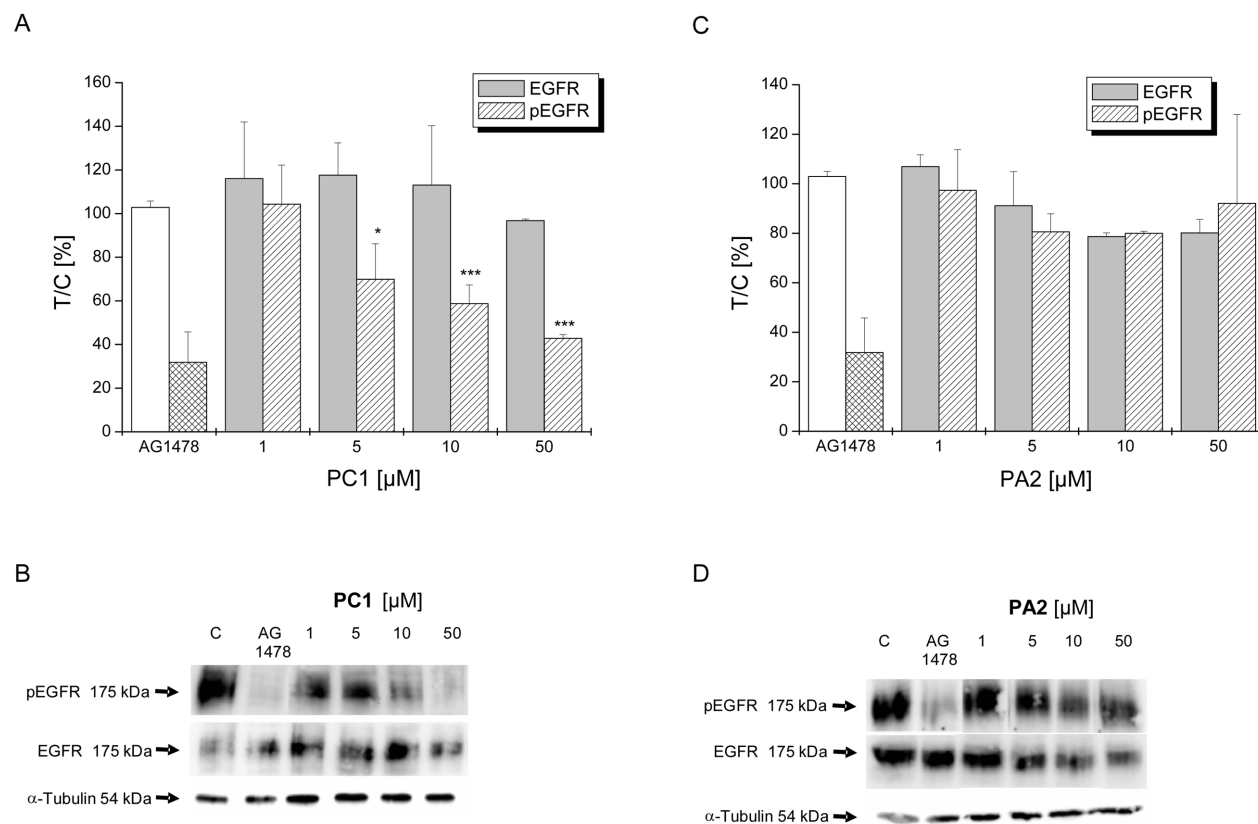 A
160
140
120
100
80
60
40
20
0
T/C [%]
EGFR
pEGFR
*
***
***
AG1478 1 5 10 50
PC1 [µM]
C
140
120
100
80
60
40
20
0
T/C [%]
EGFR
pEGFR
AG1478 1 5 10 50
PA2 [µM]
B
PC1 [µM]
C AG 1 5 10 50
1478
pEGFR 175 kDa
EGFR 175 kDa
α-Tubulin 54 kDa
D
PA2 [µM]
C AG 1 5 10 50
1478
pEGFR 175 kDa
EGFR 175 kDa
α-Tubulin 54 kDa